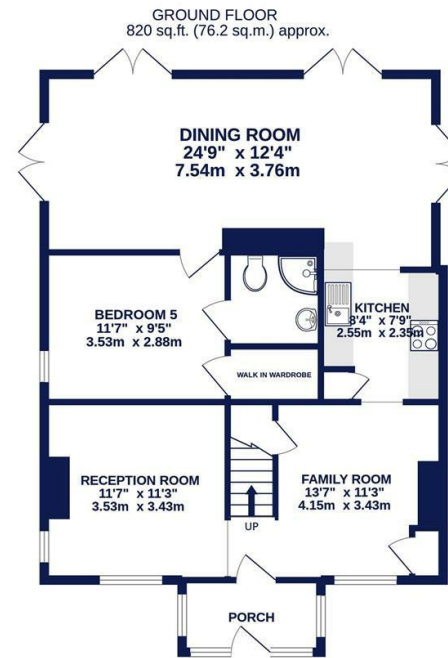 GROUND FLOOR
820 sq.ft. (76.2 sq.m.) approx.
DINING ROOM
24'9" x 12'4"
7.54m x 3.76m
BEDROOM 5
11'7" x 9'5"
3.53m x 2.88m
KITCHEN
8'4" x 7'9"
2.55m x 2.35m
WALK IN WARDROBE
RECEPTION ROOM
11'7" x 11'3"
3.53m x 3.43m
FAMILY ROOM
13'7" x 11'3"
4.15m x 3.43m
UP
PORCH